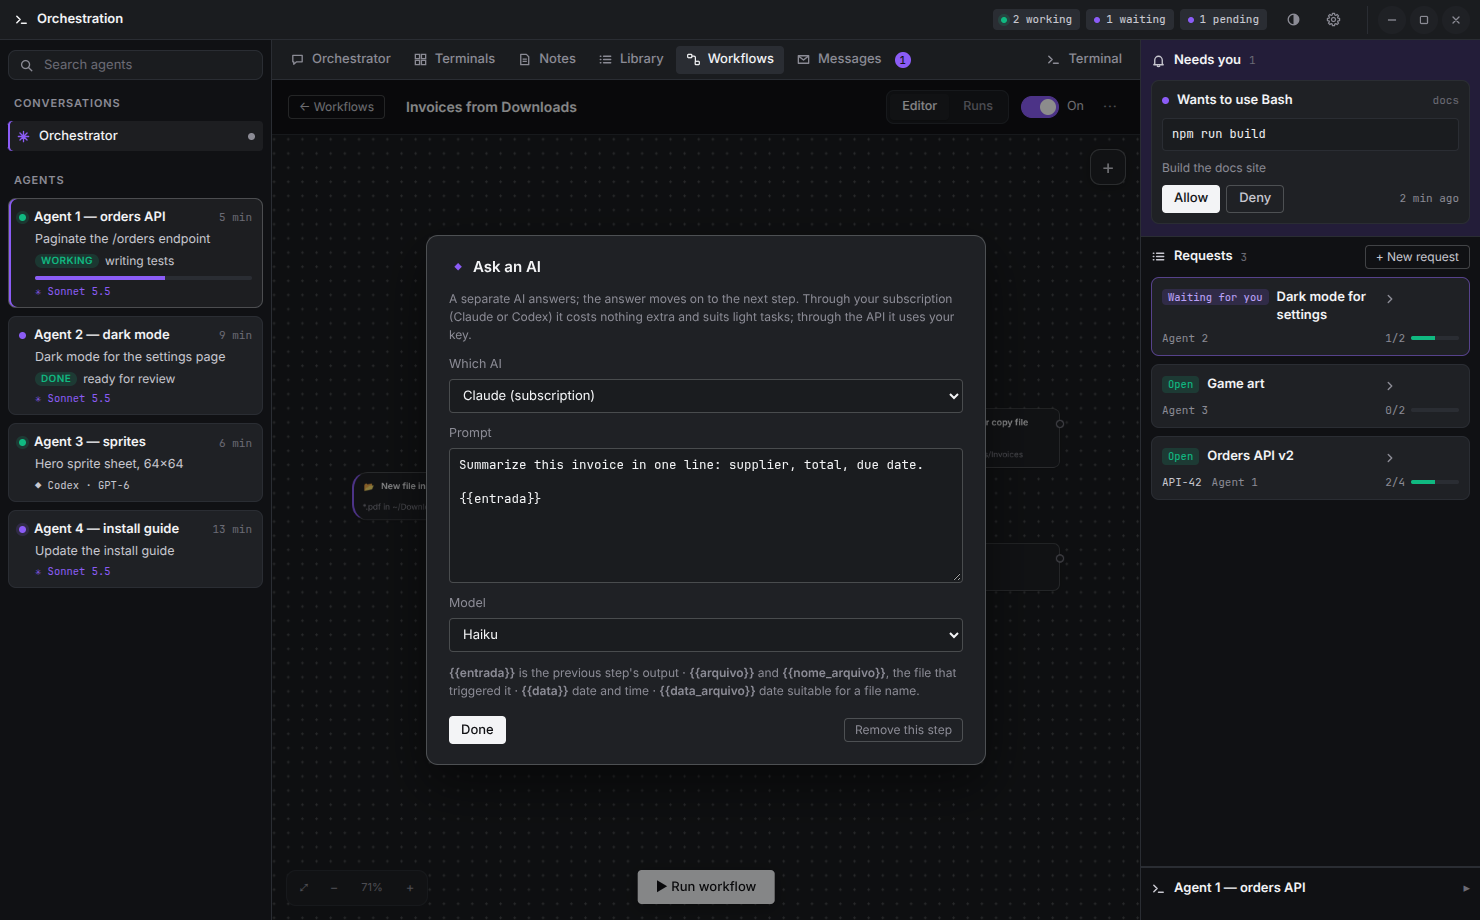 Orchestration
2 working
1 waiting
1 pending
Search agents
CONVERSATIONS
Orchestrator
AGENTS
Agent 1 — orders API
5 min
Paginate the /orders endpoint
WORKING writing tests
Sonnet 5.5
Agent 2 — dark mode
9 min
Dark mode for the settings page
DONE ready for review
Sonnet 5.5
Agent 3 — sprites
6 min
Hero sprite sheet, 64×64
Codex · GPT-6
Agent 4 — install guide
13 min
Update the install guide
Sonnet 5.5
Orchestrator
Terminals
Notes
Library
Workflows
Messages 1
Terminal
← Workflows
Invoices from Downloads
Editor
Runs
On
New file in
*.pdf in ~/Downl
copy file
/Invoices
Ask an AI
A separate AI answers; the answer moves on to the next step. Through your subscription
(Claude or Codex) it costs nothing extra and suits light tasks; through the API it uses your
key.
Which AI
Claude (subscription)
Prompt
Summarize this invoice in one line: supplier, total, due date.
{{entrada}}
Model
Haiku
{{entrada}} is the previous step's output · {{arquivo}} and {{nome_arquivo}}, the file that
triggered it · {{data}} date and time · {{data_arquivo}} date suitable for a file name.
Done
Remove this step
71%
Run workflow
Needs you 1
Wants to use Bash
docs
npm run build
Build the docs site
Allow
Deny
2 min ago
Requests 3
+ New request
Waiting for you
Dark mode for
settings
Agent 2
1/2
Open
Game art
Agent 3
0/2
Open
Orders API v2
API-42 Agent 1
2/4
Agent 1 — orders API